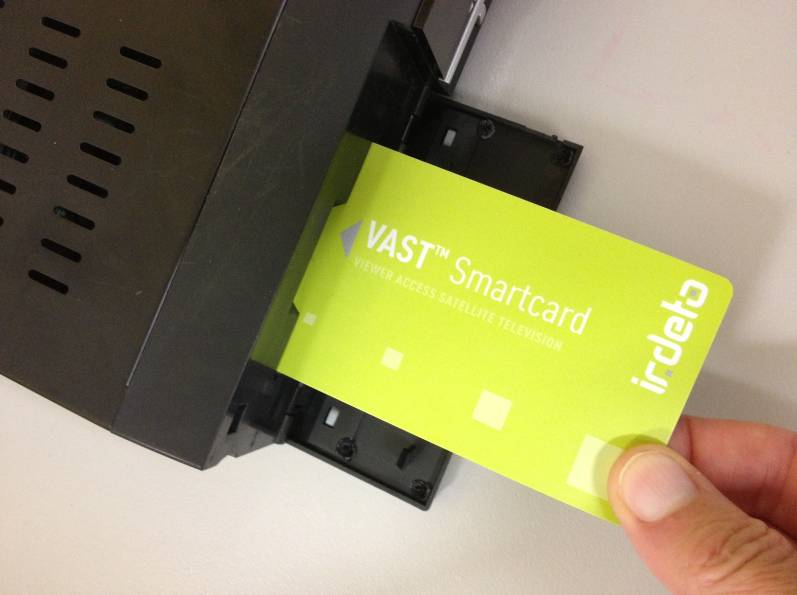 VAST™ Smartcard
VIEWER ACCESS SATELLITE TELEVISION
irdeto